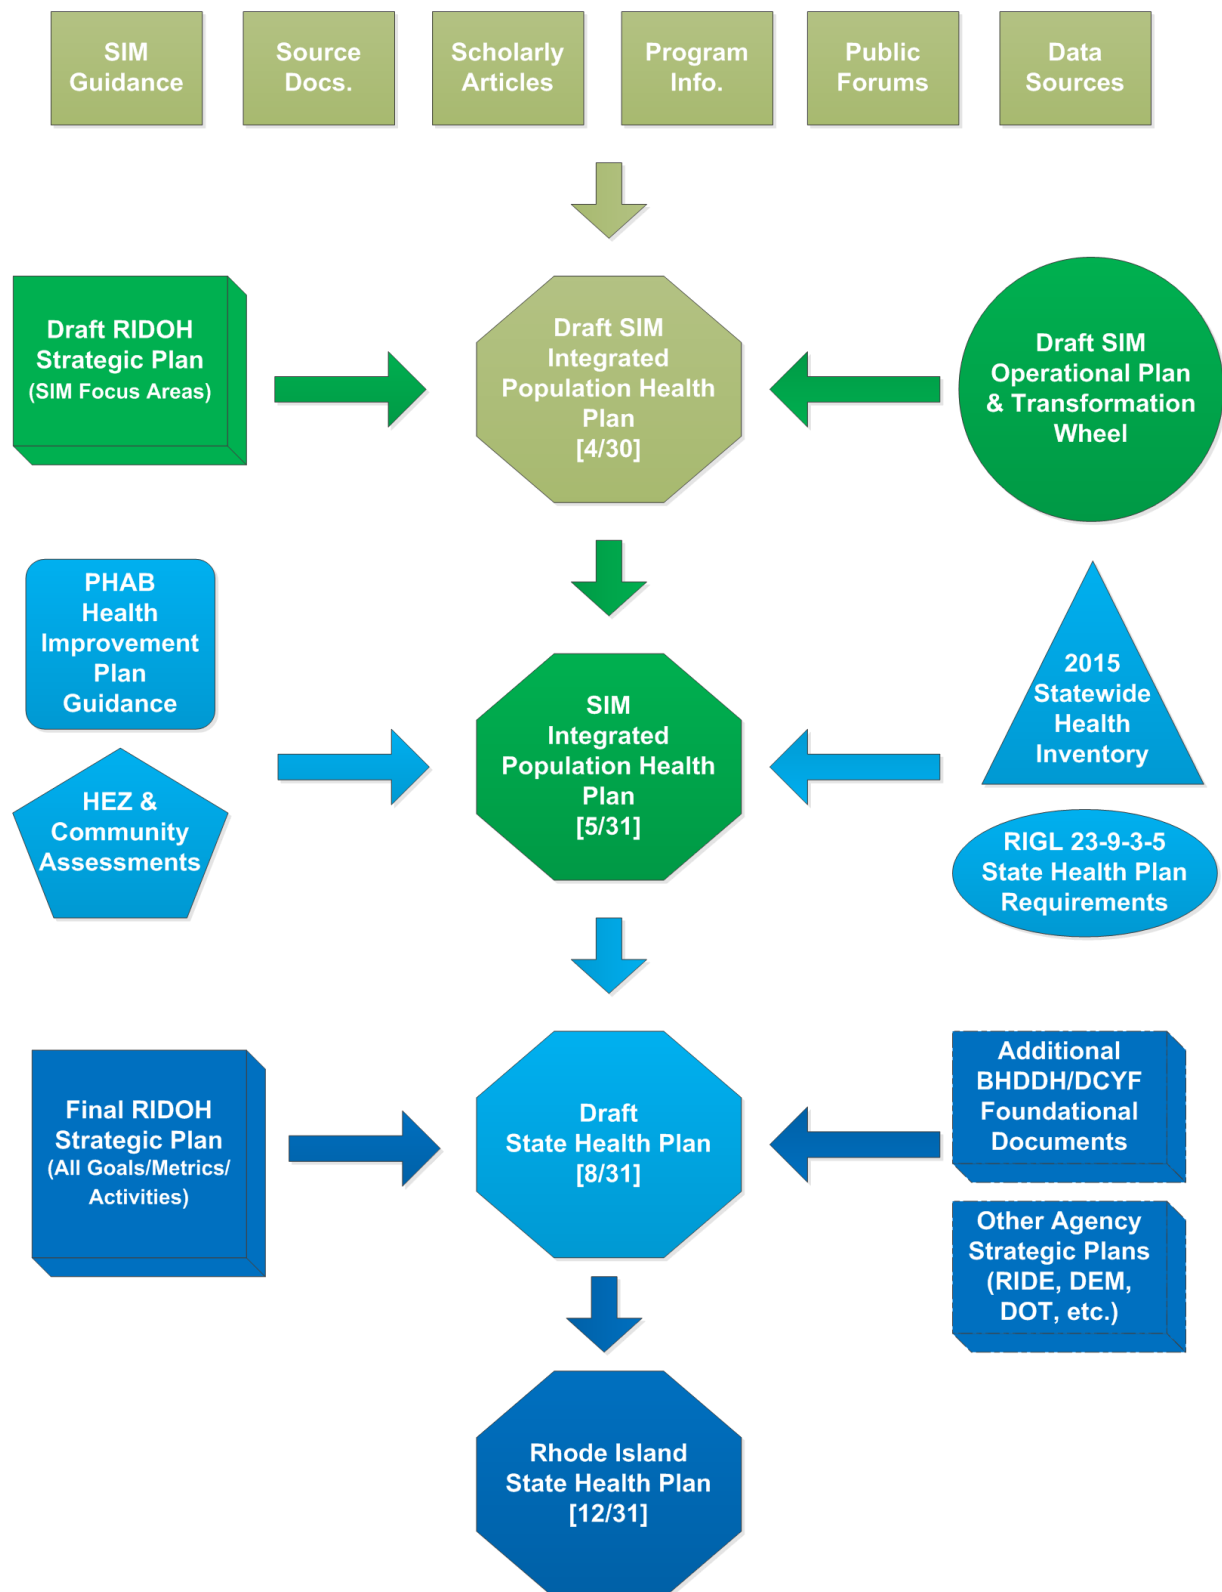 SIM
Guidance
Source
Docs.
Scholarly
Articles
Program
Info.
Public
Forums
Data
Sources
Draft RIDOH
Strategic Plan
(SIM Focus Areas)
Draft SIM
Integrated
Population Health
Plan
[4/30]
Draft SIM
Operational Plan
& Transformation
Wheel
PHAB
Health
Improvement
Plan
Guidance
HEZ &
Community
Assessments
SIM
Integrated
Population Health
Plan
[5/31]
2015
Statewide
Health
Inventory
RIGL 23-9-3-5
State Health Plan
Requirements
Final RIDOH
Strategic Plan
(All Goals/Metrics/
Activities)
Draft
State Health Plan
[8/31]
Additional
BHDDH/DCYF
Foundational
Documents
Other Agency
Strategic Plans
(RIDE, DEM,
DOT, etc.)
Rhode Island
State Health Plan
[12/31]